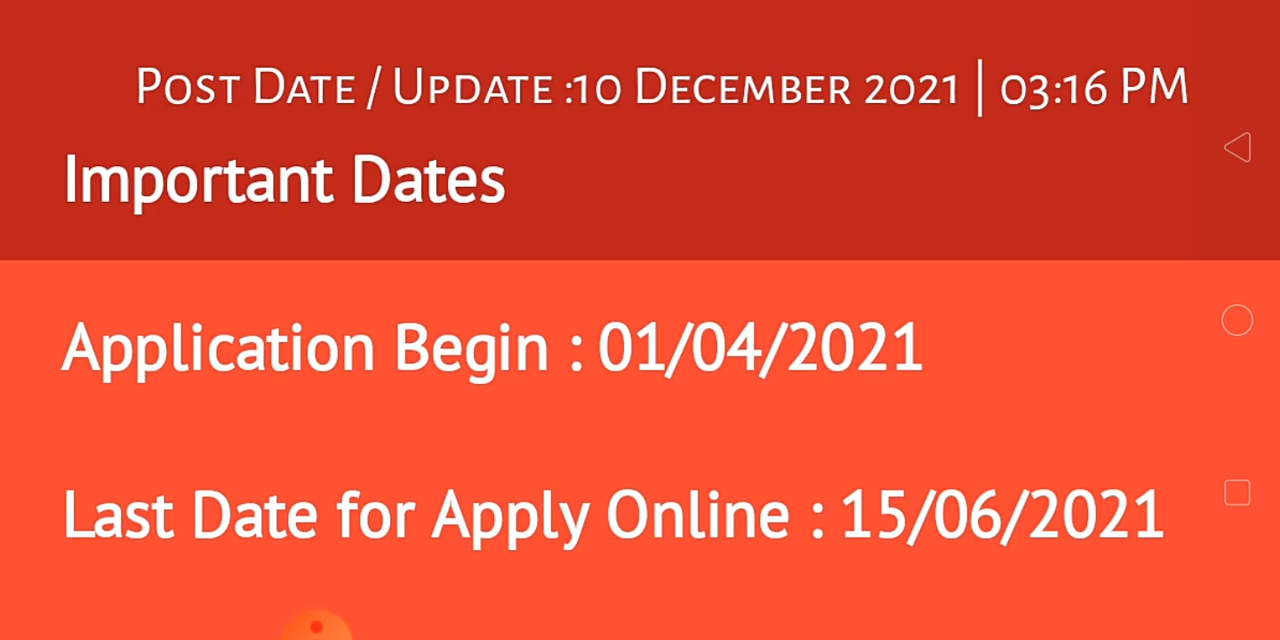 Post Date / Update :10 December 2021 | 03:16 PM
Important Dates
Application Begin : 01/04/2021
Last Date for Apply Online : 15/06/2021